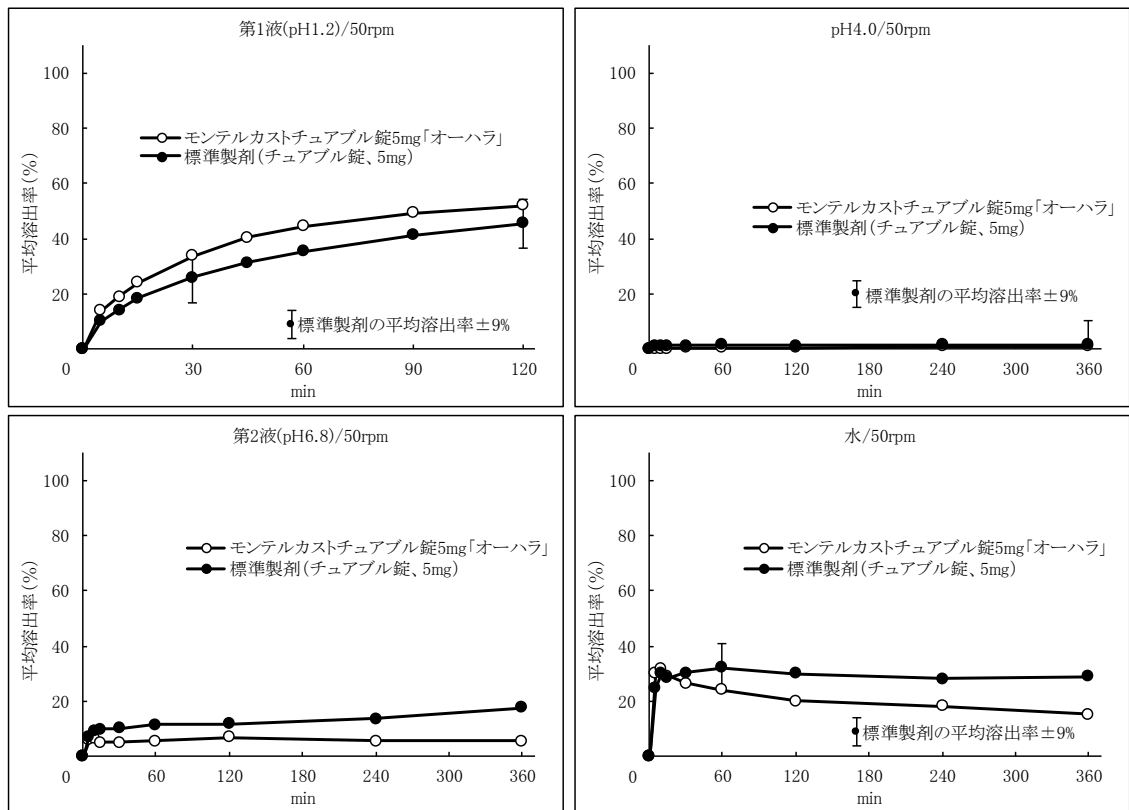 第1液(pH1.2)/50rpm
平均溶出率(%)
100
80
60
40
20
0
モンテルカストチュアブル錠5mg「オーハラ」
標準製剤(チュアブル錠、5mg)
標準製剤の平均溶出率±9%
30
60
90
120
min
pH4.0/50rpm
平均溶出率(%)
100
80
60
40
20
0
モンテルカストチュアブル錠5mg「オーハラ」
標準製剤(チュアブル錠、5mg)
標準製剤の平均溶出率±9%
60
120
180
240
300
360
min
第2液(pH6.8)/50rpm
平均溶出率(%)
100
80
60
40
20
0
モンテルカストチュアブル錠5mg「オーハラ」
標準製剤(チュアブル錠、5mg)
60
120
180
240
300
360
min
水/50rpm
平均溶出率(%)
100
80
60
40
20
0
モンテルカストチュアブル錠5mg「オーハラ」
標準製剤(チュアブル錠、5mg)
標準製剤の平均溶出率±9%
60
120
180
240
300
360
min